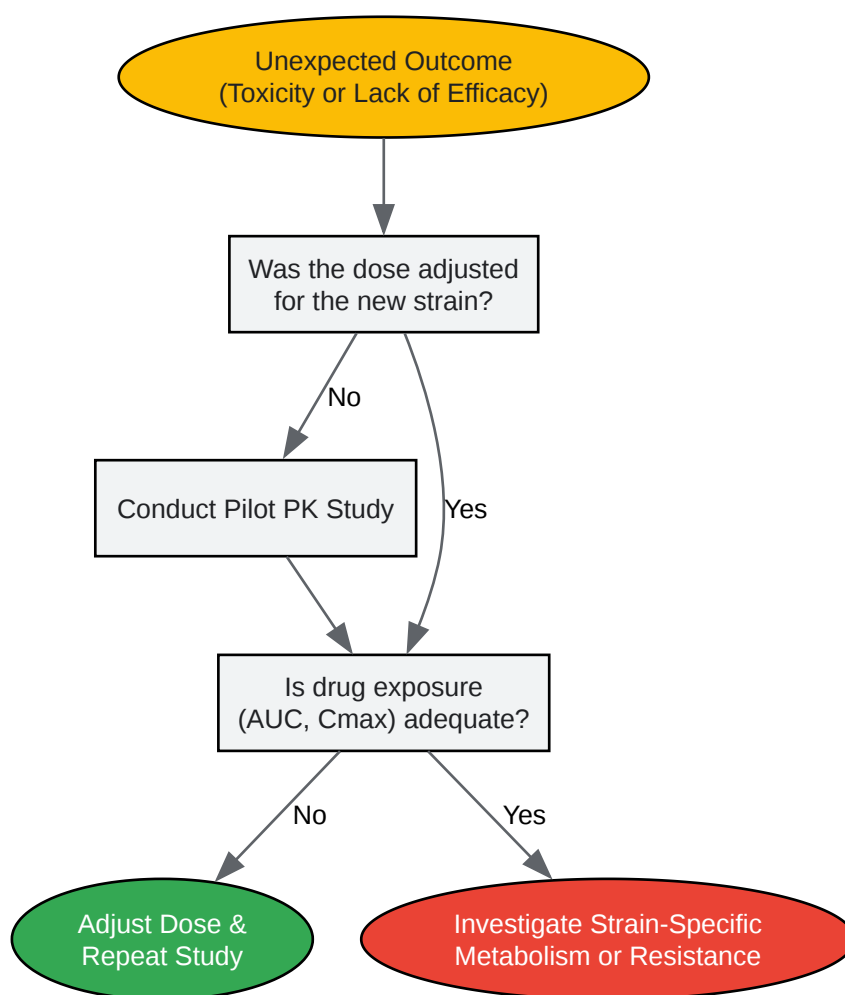 Unexpected Outcome
(Toxicity or Lack of Efficacy)
Was the dose adjusted
for the new strain?
No
Conduct Pilot PK Study
Yes
Is drug exposure
(AUC, Cmax) adequate?
No
Yes
Adjust Dose &
Repeat Study
Investigate Strain-Specific
Metabolism or Resistance